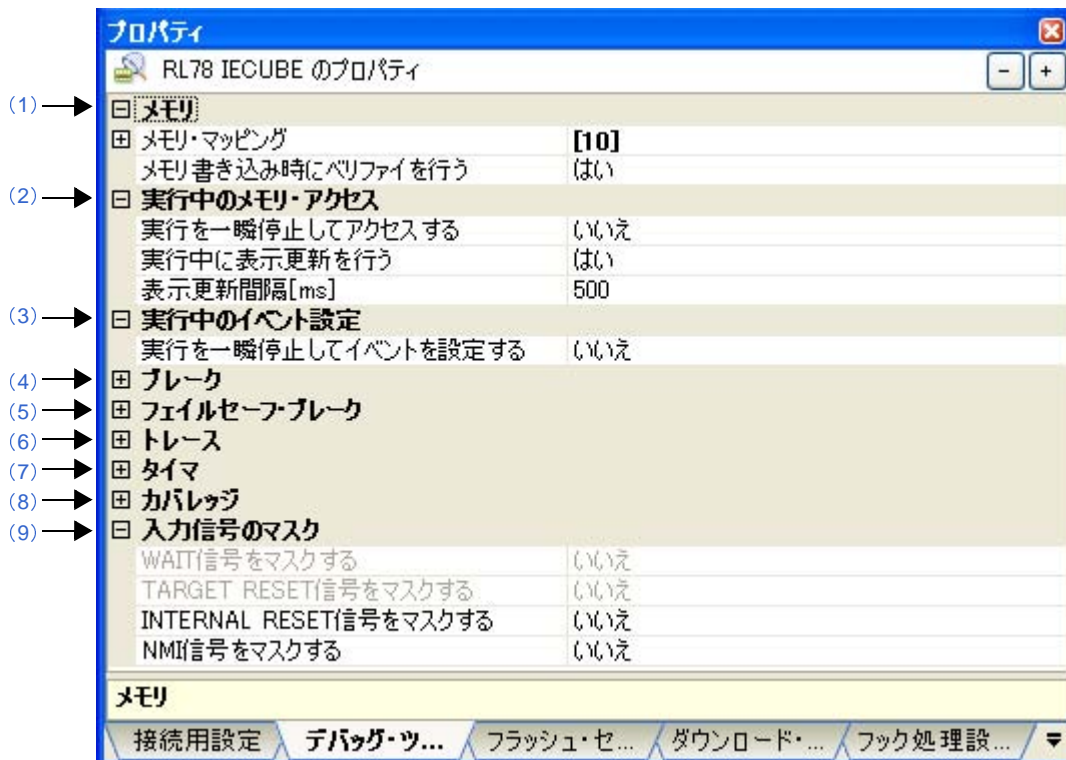 プロパティ
RL78 IECUBE のプロパティ
(1) メモリ
メモリ・マッピング [10]
メモリ書き込み時にベリファイを行う はい
(2) 実行中のメモリ・アクセス
実行を一瞬停止してアクセスする いいえ
実行中に表示更新を行う はい
表示更新間隔[ms] 500
(3) 実行中のイベント設定
実行を一瞬停止してイベントを設定する いいえ
(4) ブレーク
(5) フェイルセーフ・ブレーク
(6) トレース
(7) タイマ
(8) カバレッジ
(9) 入力信号のマスク
WAIT信号をマスクする いいえ
TARGET RESET信号をマスクする いいえ
INTERNAL RESET信号をマスクする いいえ
NMI信号をマスクする いいえ
メモリ
接続用設定 デバッグ・ツ... フラッシュ・セ... ダウンロード・... フック処理設...